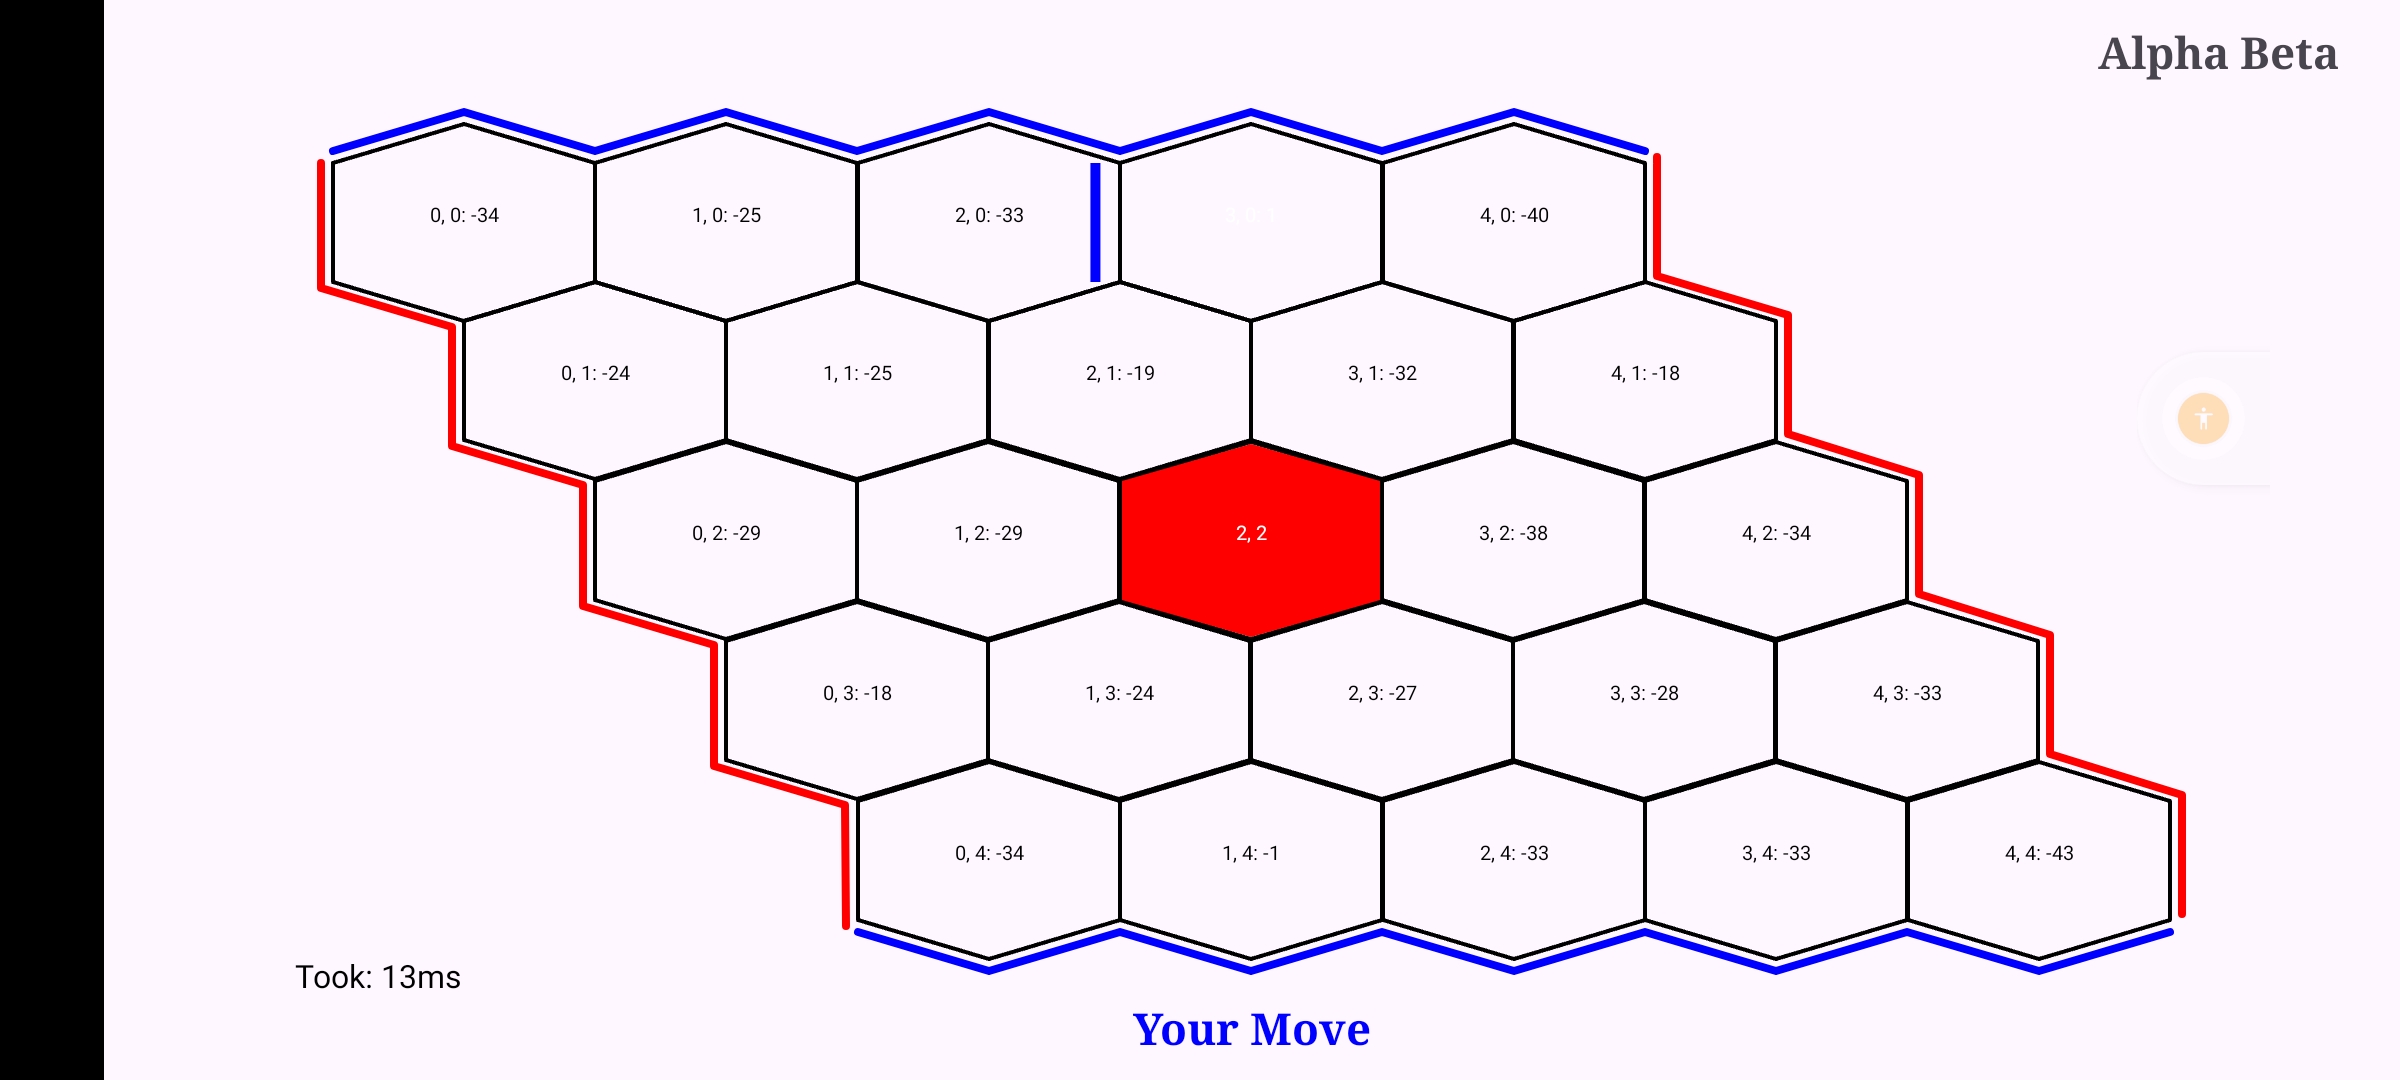 Alpha Beta
0, 0: -34
1, 0: -25
2, 0: -33
4, 0: -40
0, 1: -24
1, 1: -25
2, 1: -19
3, 1: -32
4, 1: -18
0, 2: -29
1, 2: -29
2, 2
3, 2: -38
4, 2: -34
0, 3: -18
1, 3: -24
2, 3: -27
3, 3: -28
4, 3: -33
0, 4: -34
1, 4: -1
2, 4: -33
3, 4: -33
4, 4: -43
Took: 13ms
Your Move